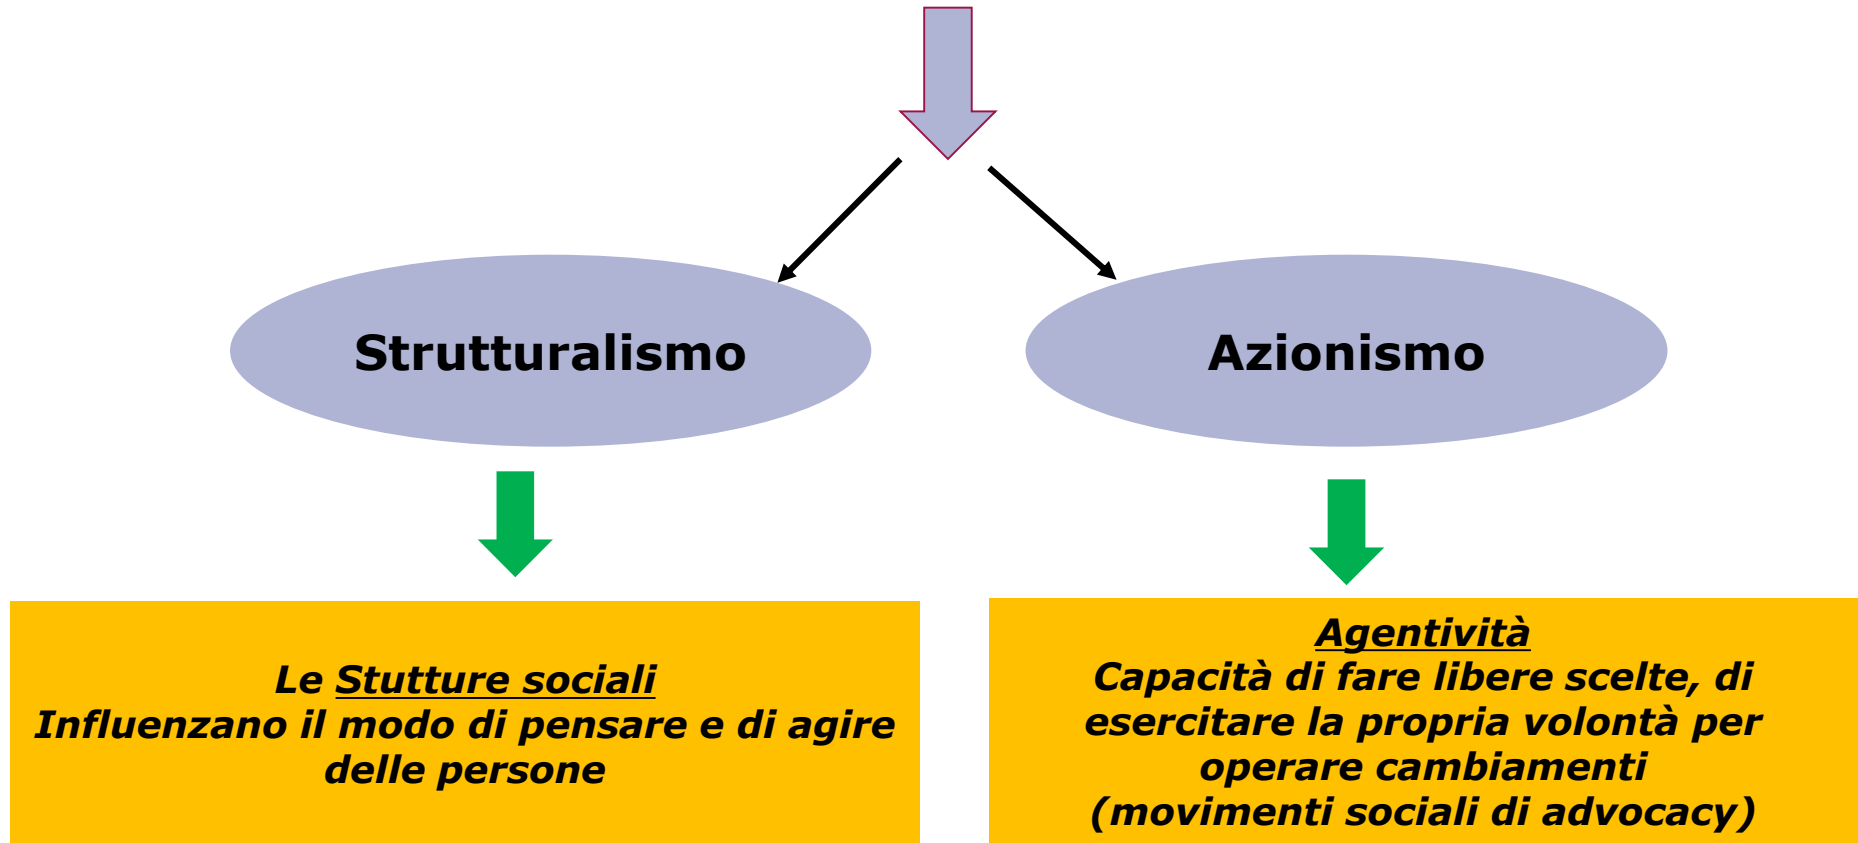 Strutturalismo
Azionismo
Le Stutture sociali
Influenzano il modo di pensare e di agire
delle persone
Agentività
Capacità di fare libere scelte, di
esercitare la propria volontà per
operare cambiamenti
(movimenti sociali di advocacy)